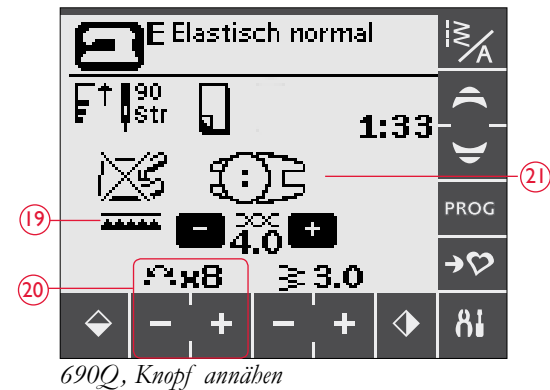 E Elastisch normal
90
Str
1:33
21
PROG
19
- 4.0 +
20
x8 3.0
- + - +
A
690Q, Knopf annähen